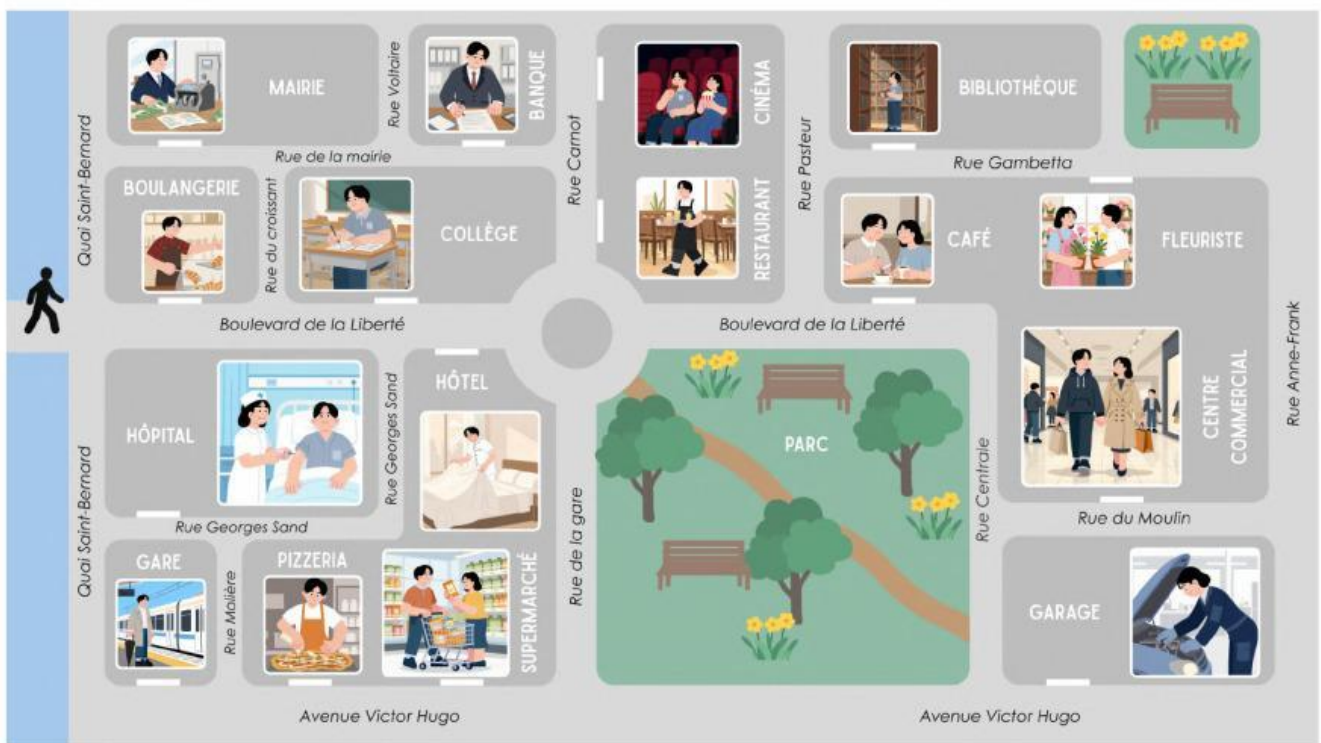 MAIRIE
Rue Voltaire
BANQUE
Rue Carnot
CINÉMA
Rue Pasteur
BIBLIOTHÈQUE
Quai Saint-Bernard
Rue de la mairie
Rue Gambetta
BOULANGERIE
Rue du croissant
COLLÈGE
RESTAURANT
CAFÉ
FLEURISTE
Boulevard de la Liberté
Boulevard de la Liberté
Rue Anne-Frank
HÔPITAL
Rue Georges Sand
HÔTEL
PARC
Rue Centrale
CENTRE
COMMERCIAL
Quai Saint-Bernard
Rue Georges Sand
Rue de la gare
Rue du Moulin
GARE
Rue Molière
PIZZERIA
SUPERMARCHÉ
GARAGE
Avenue Victor Hugo
Avenue Victor Hugo